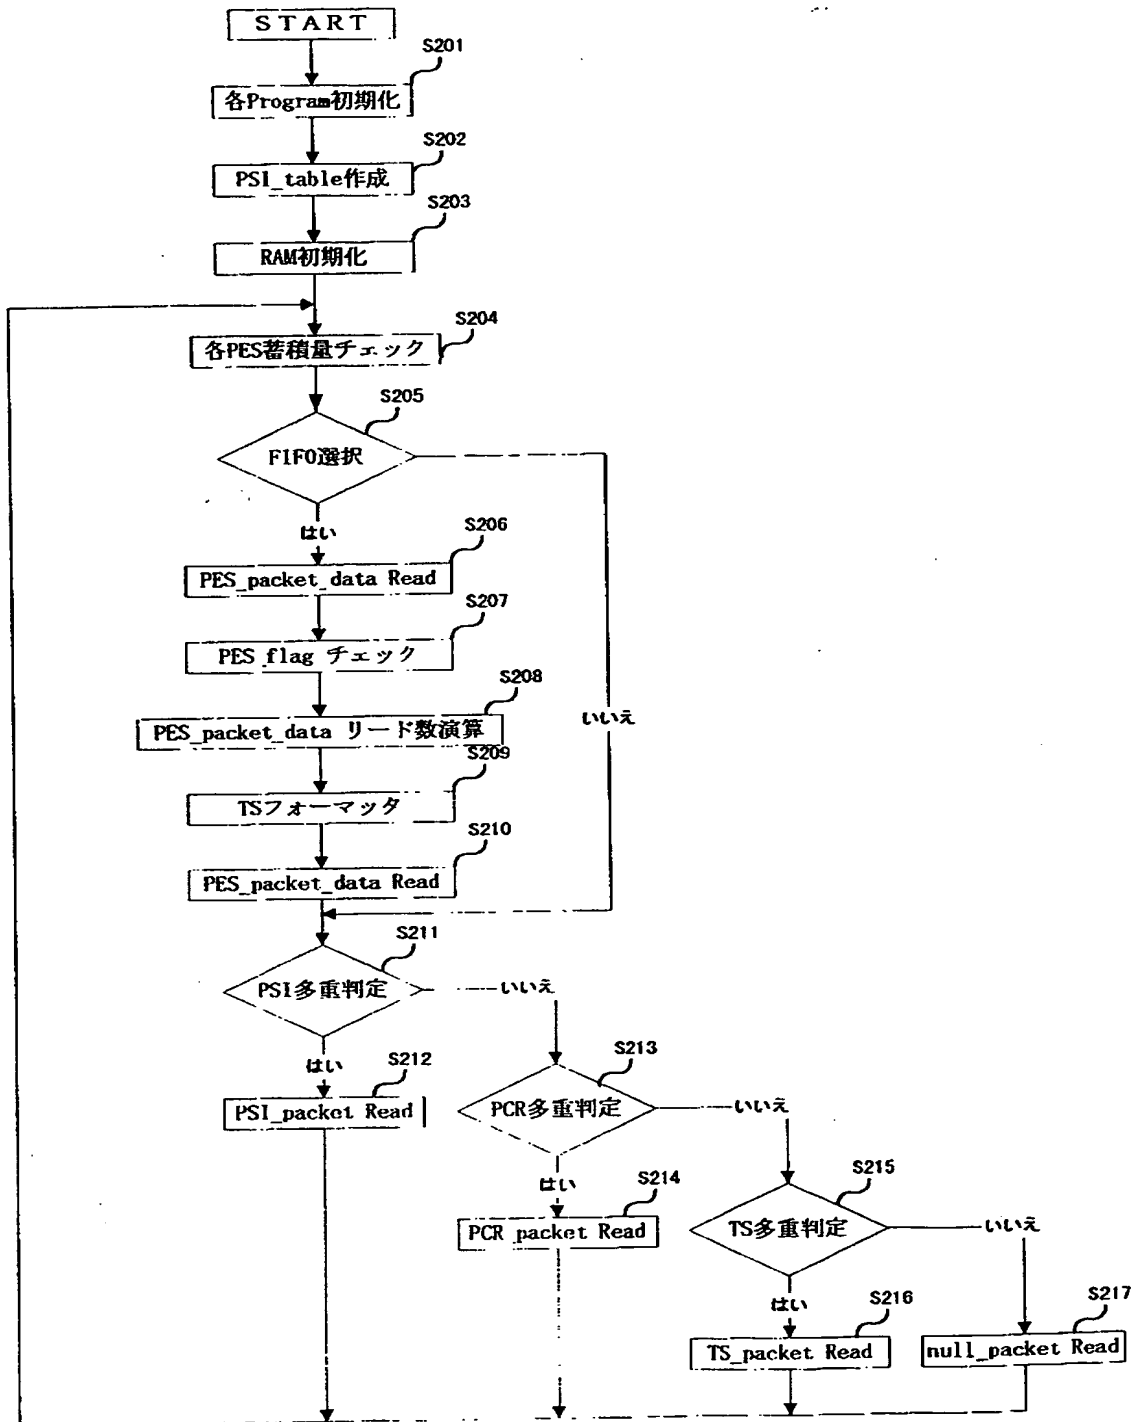 START
S201
各Program初期化
S202
PSI_table作成
S203
RAM初期化
S204
各PES蓄積量チェック
S205
FIFO選択
はい
S206
PES_packet_data Read
S207
PES_flag チェック
S208
いいえ
PES_packet_data リード数演算
S209
TSフォーマッタ
S210
PES_packet_data Read
S211
PSI多重判定
いいえ
はい
S212
S213
PSI_packet Read
PCR多重判定
いいえ
はい
S214
S215
PCR_packet Read
TS多重判定
いいえ
はい
S216
S217
TS_packet Read
null_packet Read